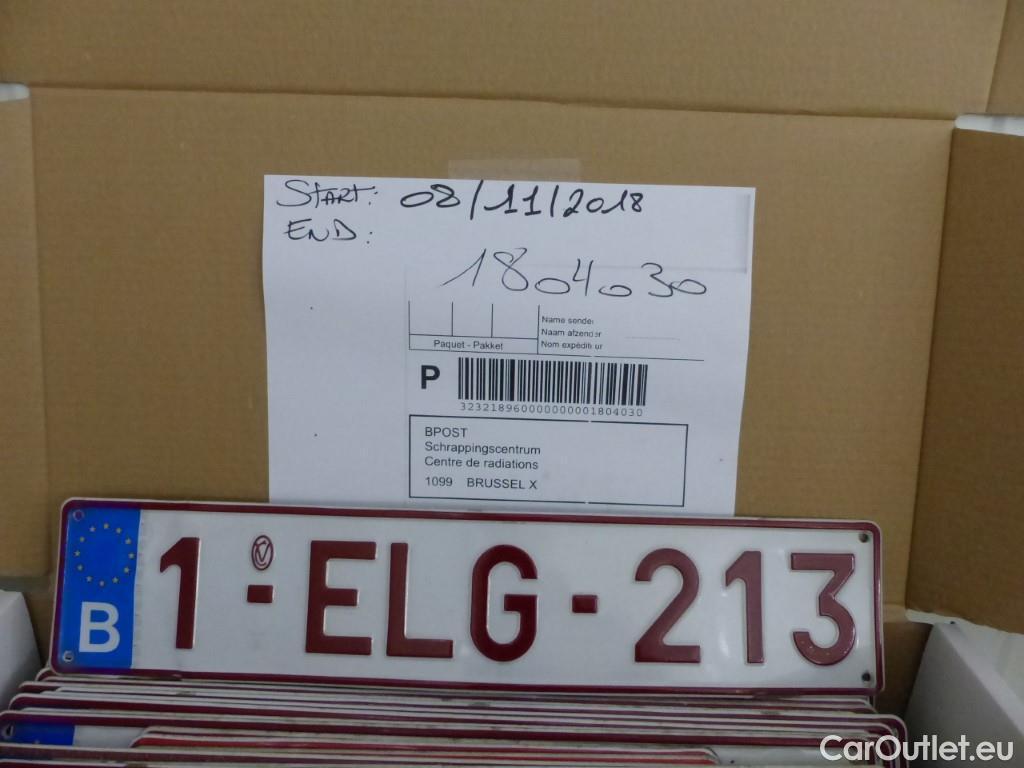 START: 08/11/2018
END:
1804030
Name sender
Naam afzender
Paquet - Pakket
Nom expéditeur
P
323218960000000001804030
BPOST
Schrappingscentrum
Centre de radiations
1099 BRUSSEL X
B 1-ELG-213
CarOutlet.eu